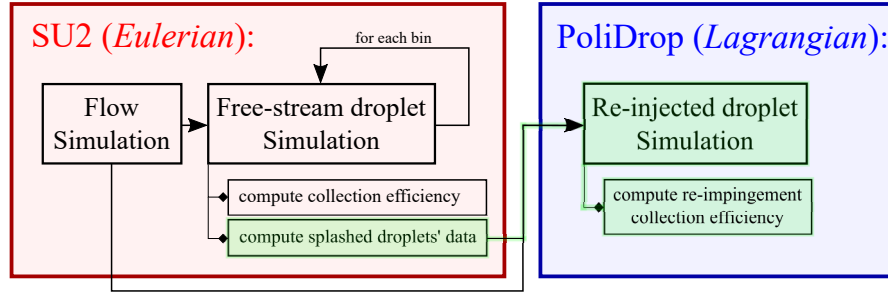 SU2 (Eulerian):
for each bin
Flow
Simulation
Free-stream droplet
Simulation
compute collection efficiency
compute splashed droplets' data
PoliDrop (Lagrangian):
Re-injected droplet
Simulation
compute re-impingement
collection efficiency